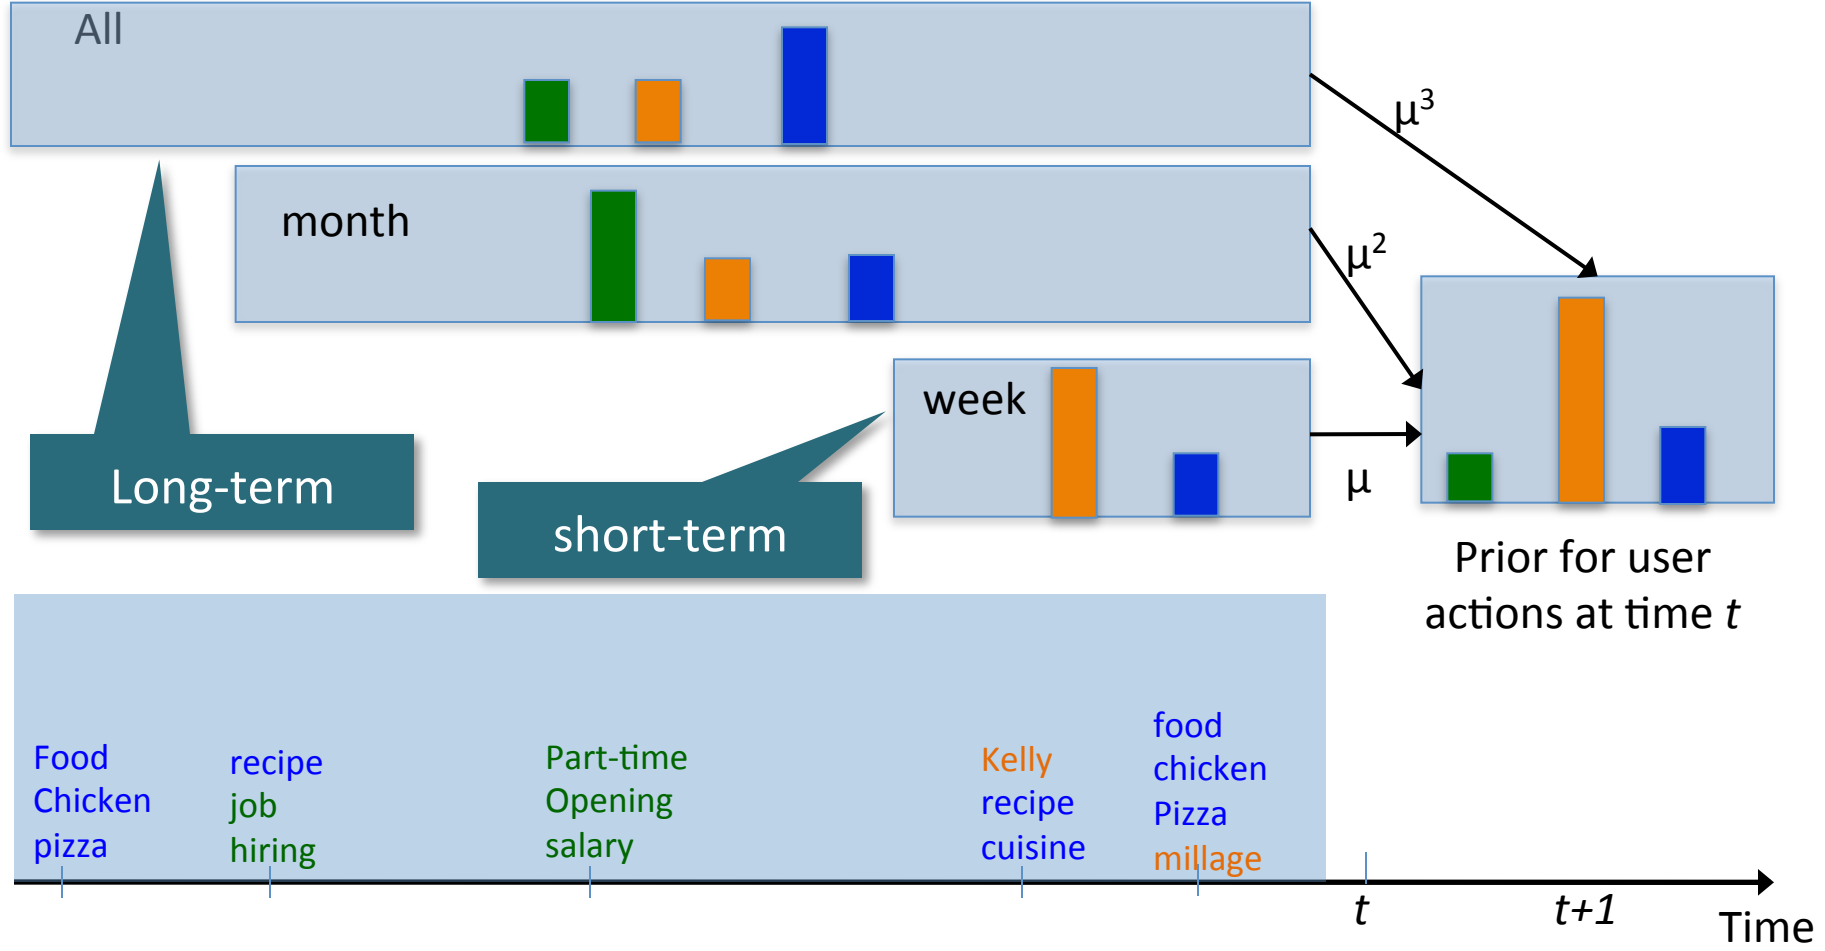 All
μ³
month
μ²
week
μ
Long-term
short-term
Prior for user
actions at time t
Food
Chicken
pizza
recipe
job
hiring
Part-time
Opening
salary
Kelly
recipe
cuisine
food
chicken
Pizza
millage
t
t+1
Time